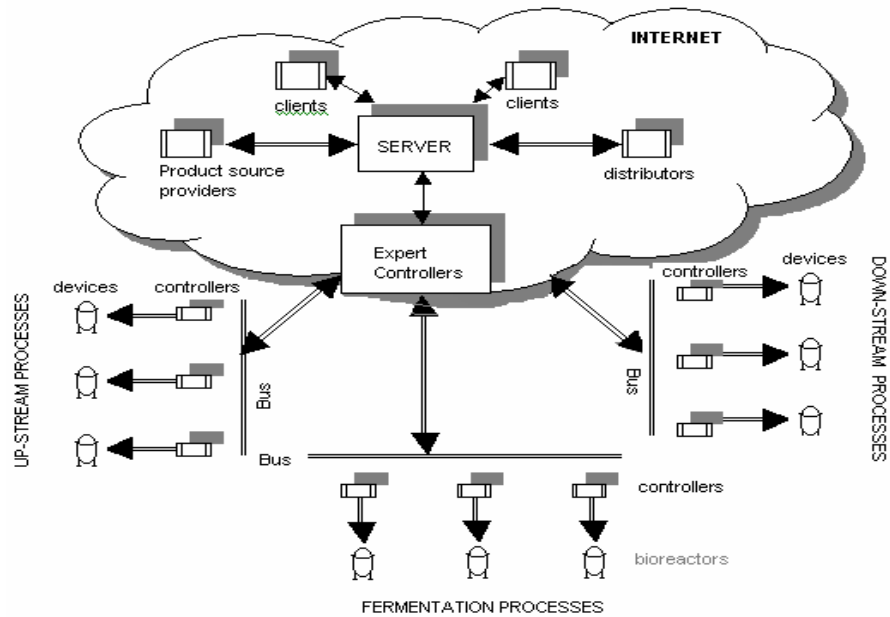 INTERNET
clients
clients
SERVER
Product source
providers
distributors
Expert
Controllers
controllers
devices
devices
controllers
UP-STREAM PROCESSES
Bus
Bus
DOWN-STREAM PROCESSES
Bus
controllers
bioreactors
FERMENTATION PROCESSES